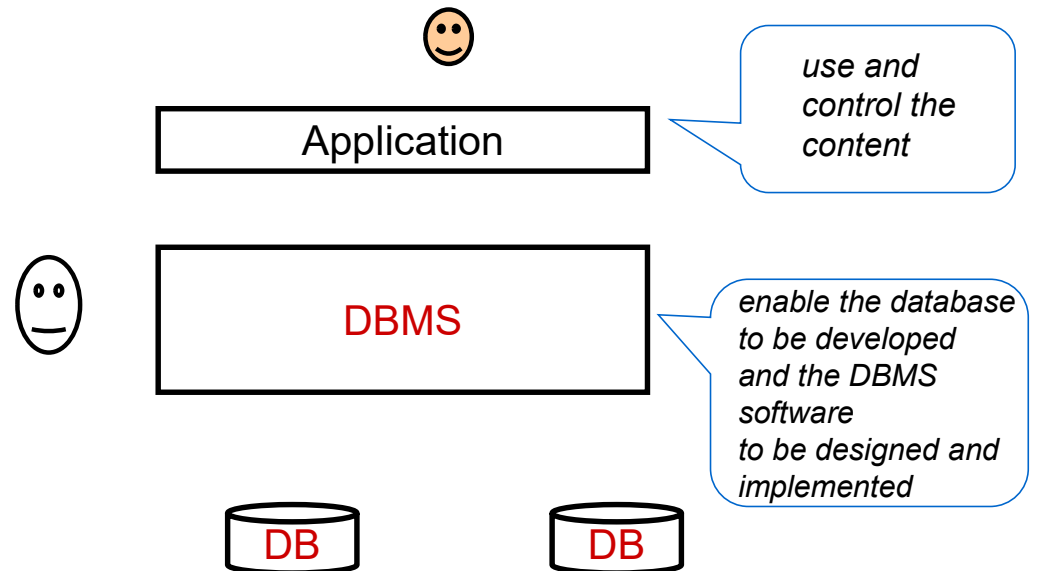 use and
control the
content
Application
enable the database
to be developed
and the DBMS
software
to be designed and
implemented
DBMS
DB
DB